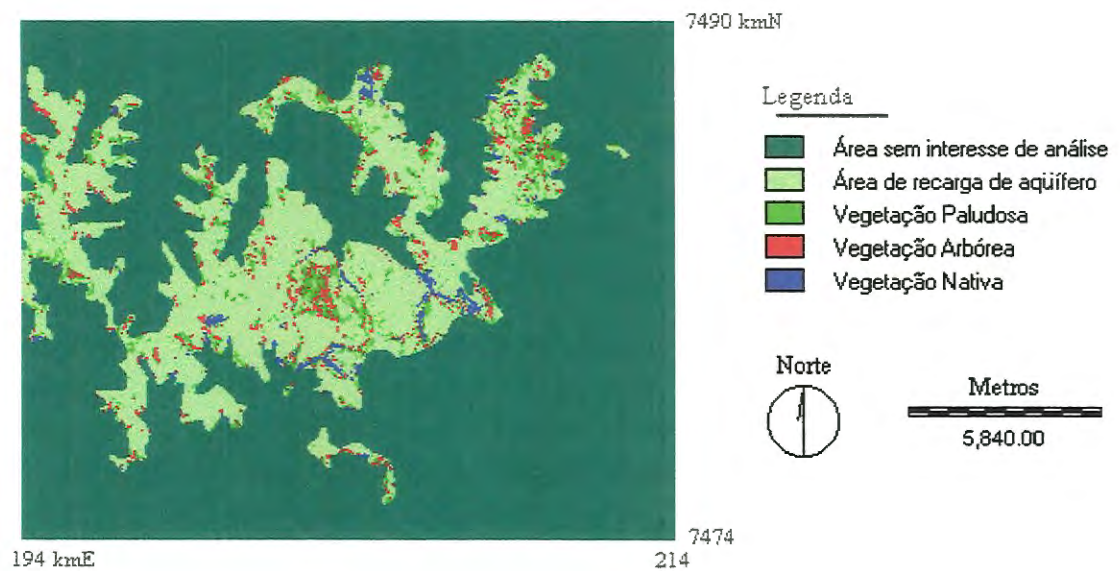 7490 kmN
Legenda
Área sem interesse de análise
Área de recarga de aqüífero
Vegetação Paludosa
Vegetação Arbórea
Vegetação Nativa
Norte
Metros
5,840.00
7474
194 kmE
214